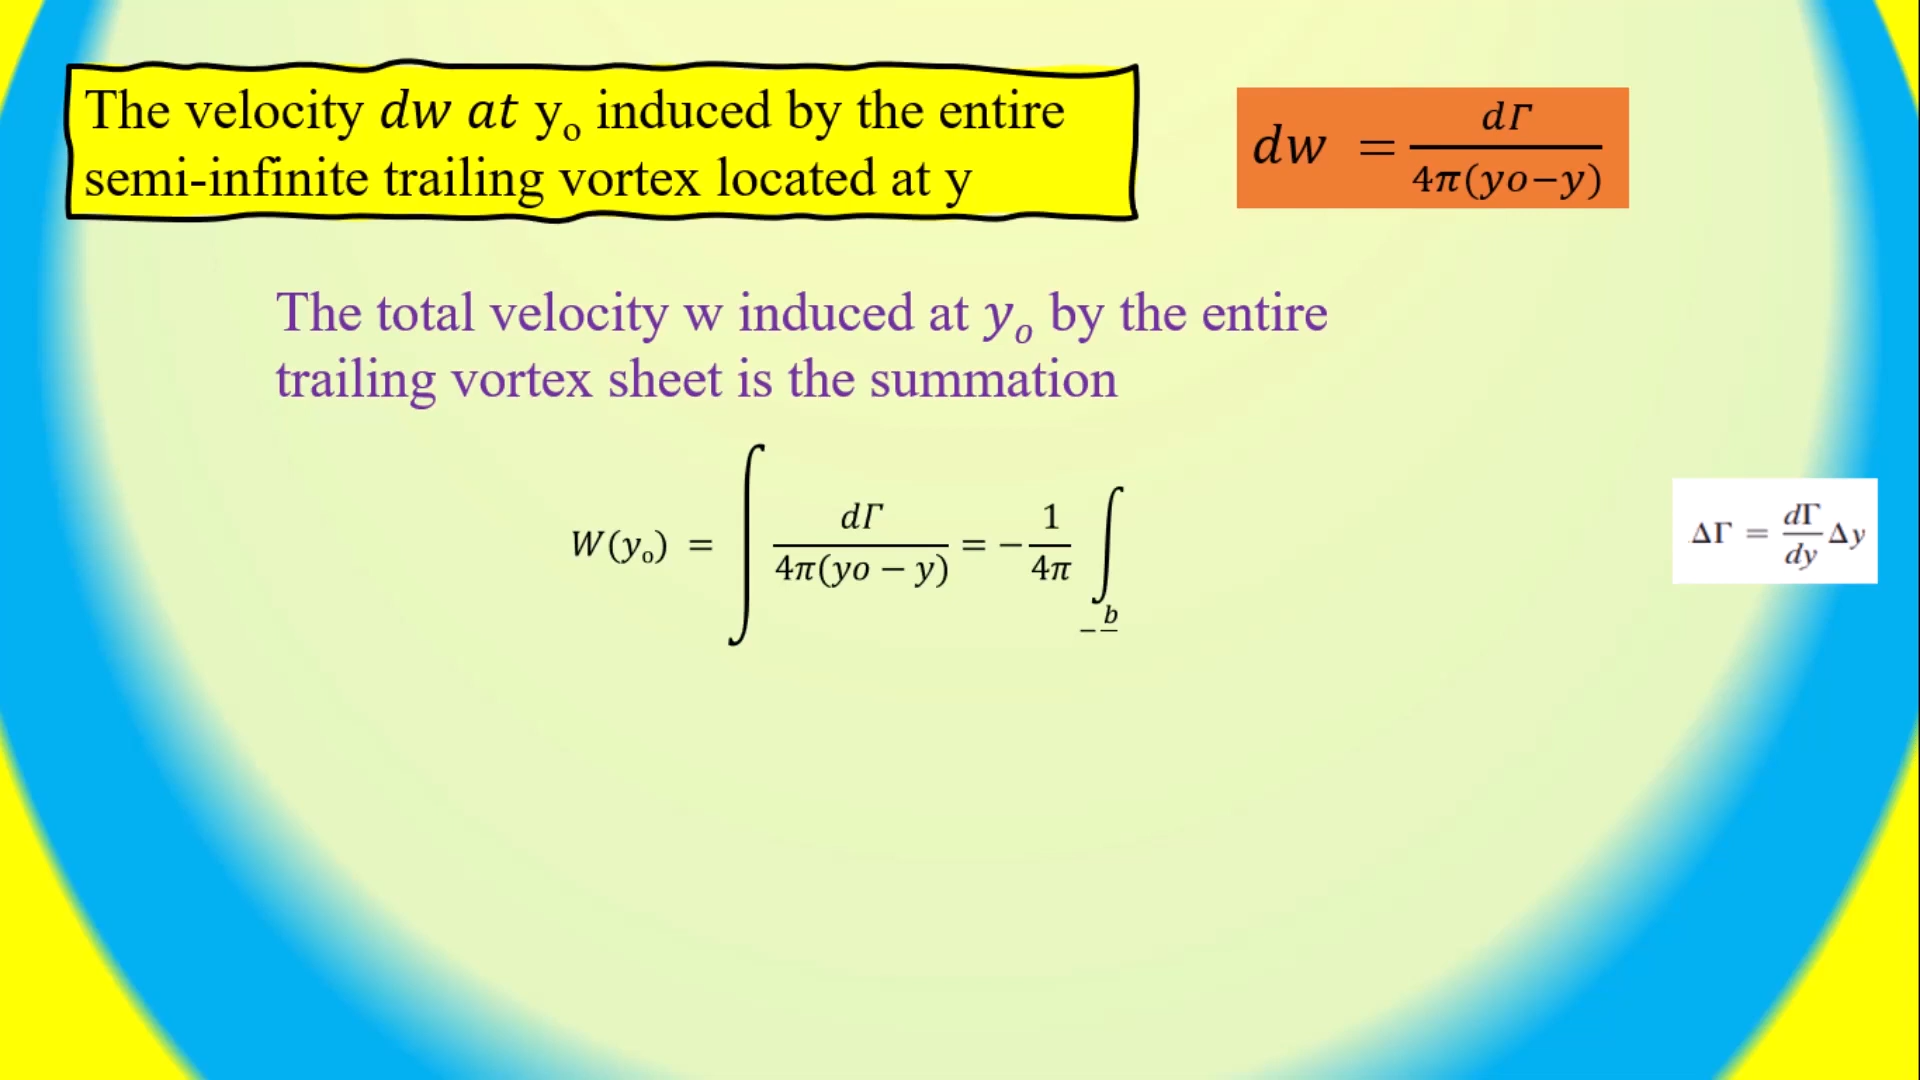 The velocity dw at yₒ induced by the entire
semi-infinite trailing vortex located at y
dw = dΓ / 4π(yo−y)
The total velocity w induced at yₒ by the entire
trailing vortex sheet is the summation
W(yₒ) = ∫ dΓ / 4π(yo − y) = − 1 / 4π ∫ −b
ΔΓ = dΓ / dy Δy